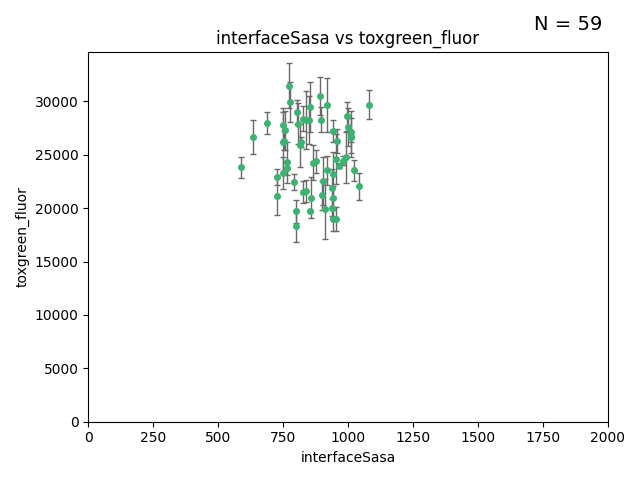 N = 59
interfaceSasa vs toxgreen_fluor
toxgreen_fluor
30000
25000
20000
15000
10000
5000
0
0 250 500 750 1000 1250 1500 1750 2000
interfaceSasa